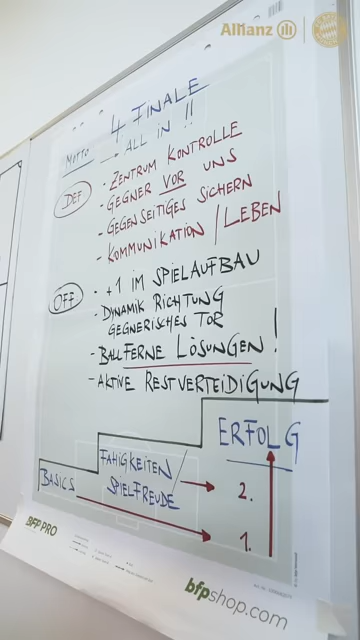 Allianz
4 FINALE
MOTTO → ALL IN !!
DEF
- ZENTRUM KONTROLLE
- GEGNER VOR UNS
- GEGENSEITIGES SICHERN
- KOMMUNIKATION / LEBEN
OFF
- +1 IM SPIELAUFBAU
- DYNAMIK RICHTUNG
GEGNERISCHES TOR
- BALLFERNE LÖSUNGEN !
- AKTIVE RESTVERTEIDIGUNG
ERFOLG
FÄHIGKEITEN /
SPIELFREUDE
BASICS
2.
1.
BFP PRO
bfpshop.com